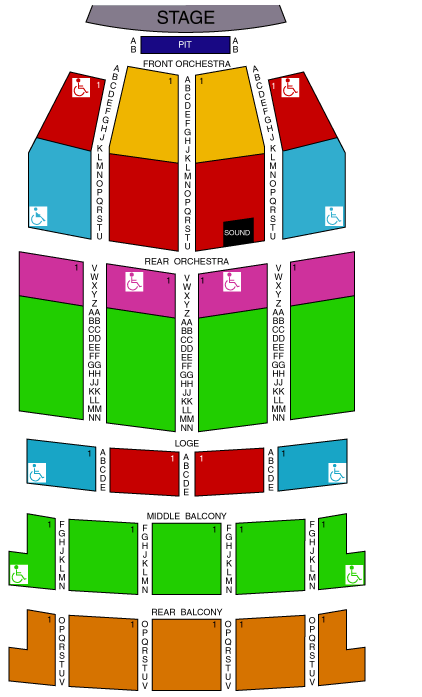 STAGE
A PIT A
B B
FRONT ORCHESTRA
1 1 1 1
A A A
B B B
C C C
D D D
E E E
F F F
G G G
H H H
J J J
K K K
L L L
M M M
N N N
O O O
P P P
Q Q Q
R R R
S S S
T T T
U U U
SOUND
REAR ORCHESTRA
1 1 1 1
V V V
W W W
X X X
Y Y Y
Z Z Z
AA AA AA
BB BB BB
CC CC CC
DD DD DD
EE EE EE
FF FF FF
GG GG GG
HH HH HH
JJ JJ JJ
KK KK KK
LL LL LL
MM MM MM
NN NN NN
LOGE
1 1 1 1
A A A
B B B
C C C
D D D
E E E
MIDDLE BALCONY
1 1 1 1 1
F F F F
G G G G
H H H H
J J J J
K K K K
L L L L
M M M M
N N N N
REAR BALCONY
1 1 1 1 1
O O O O
P P P P
Q Q Q Q
R R R R
S S S S
T T T T
U U U U
V V V V